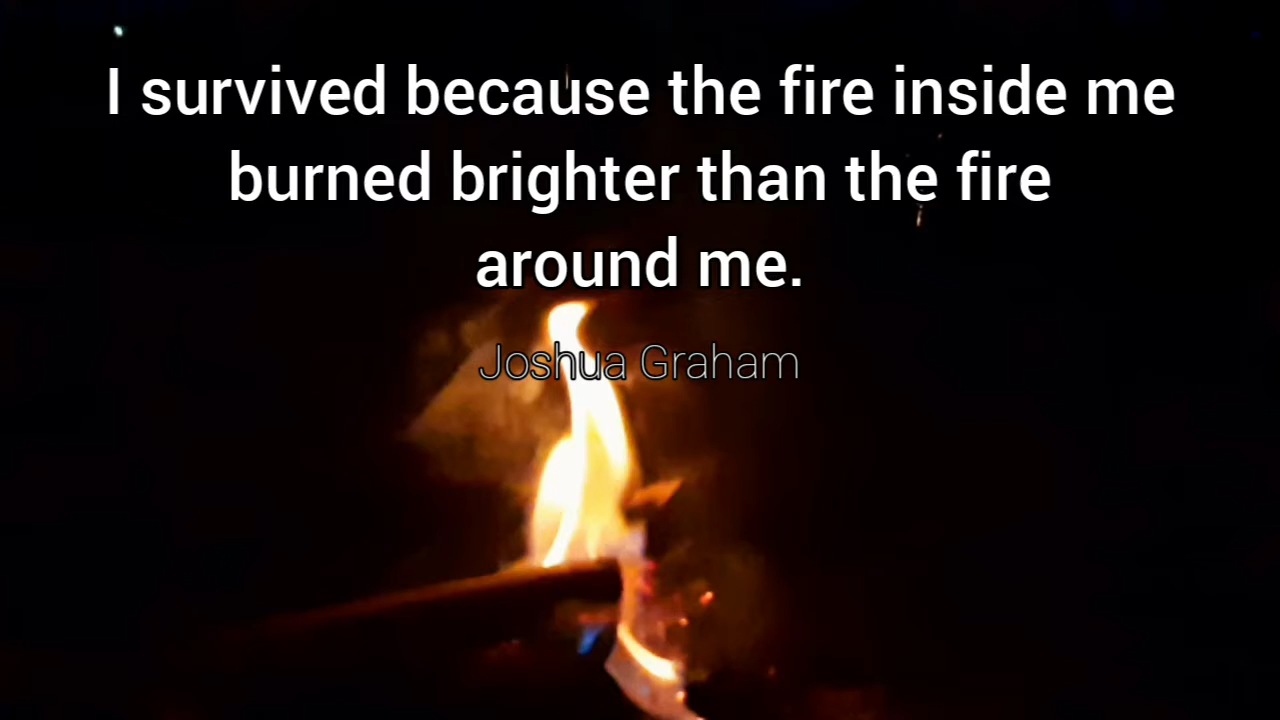 I survived because the fire inside me
burned brighter than the fire
around me.
Joshua Graham